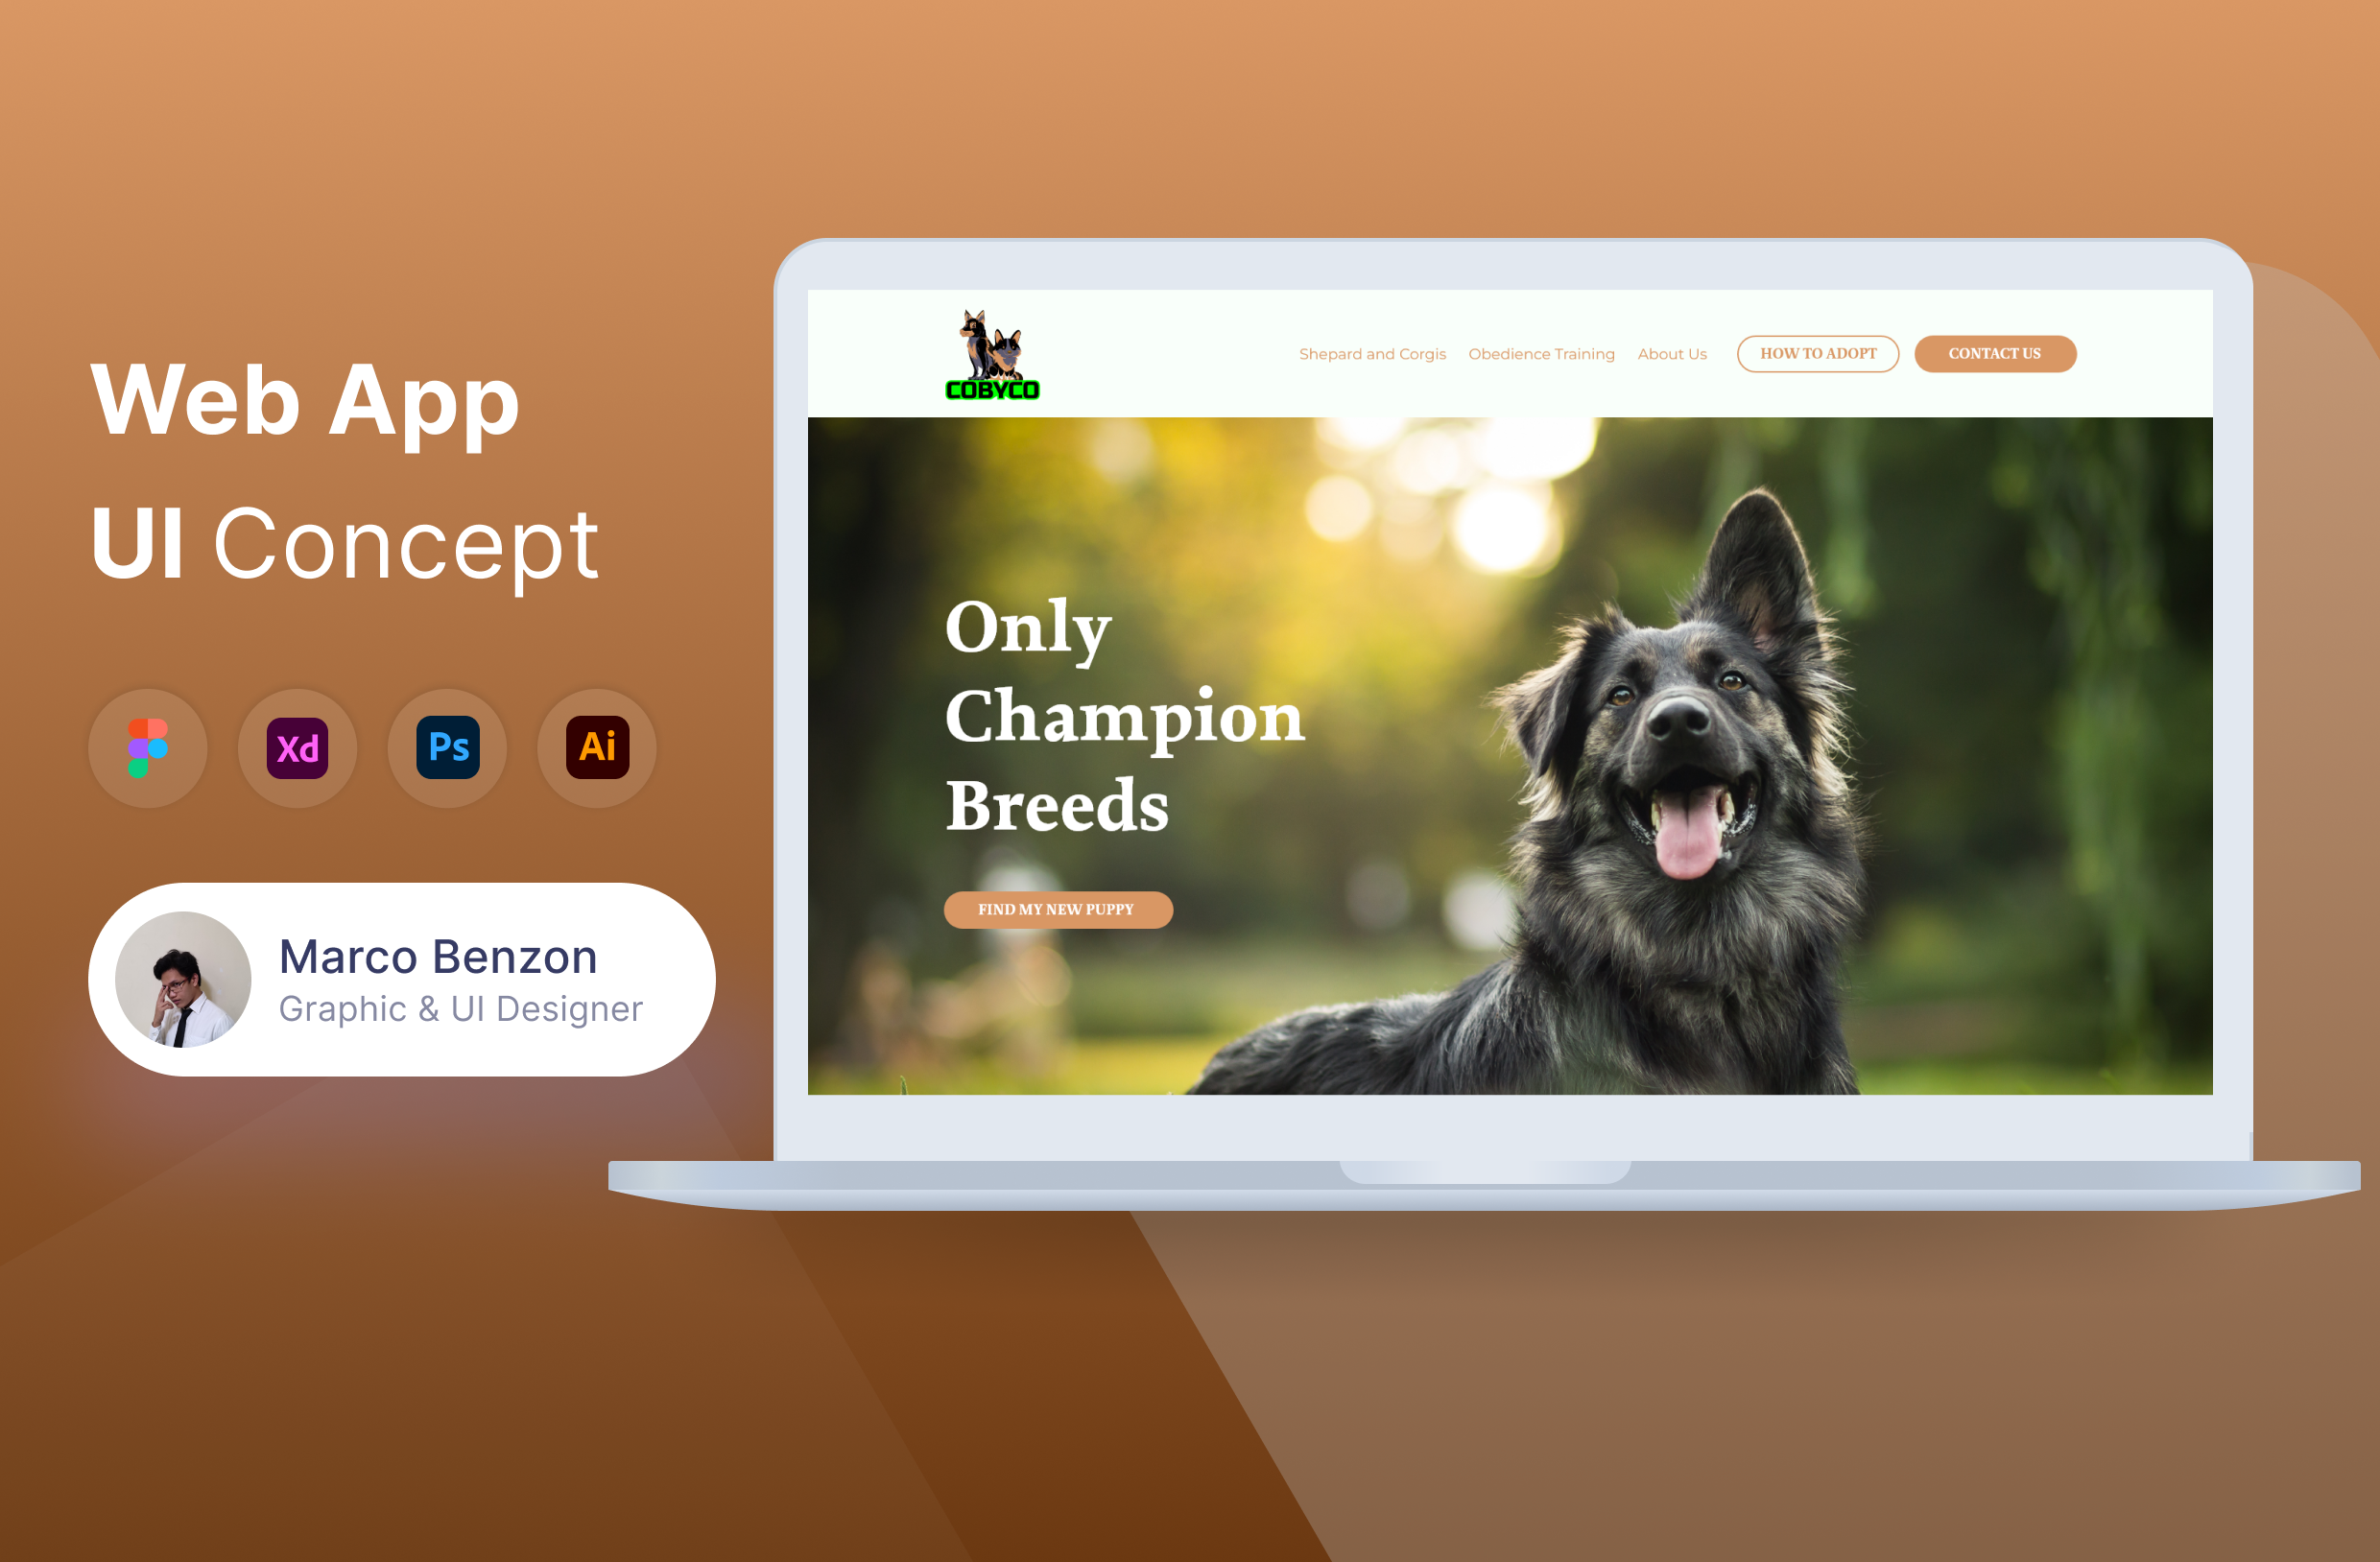 Web App
UI Concept
Xd
Ps
Ai
Marco Benzon
Graphic & UI Designer
COBYCO
Shepard and Corgis
Obedience Training
About Us
HOW TO ADOPT
CONTACT US
Only
Champion
Breeds
FIND MY NEW PUPPY